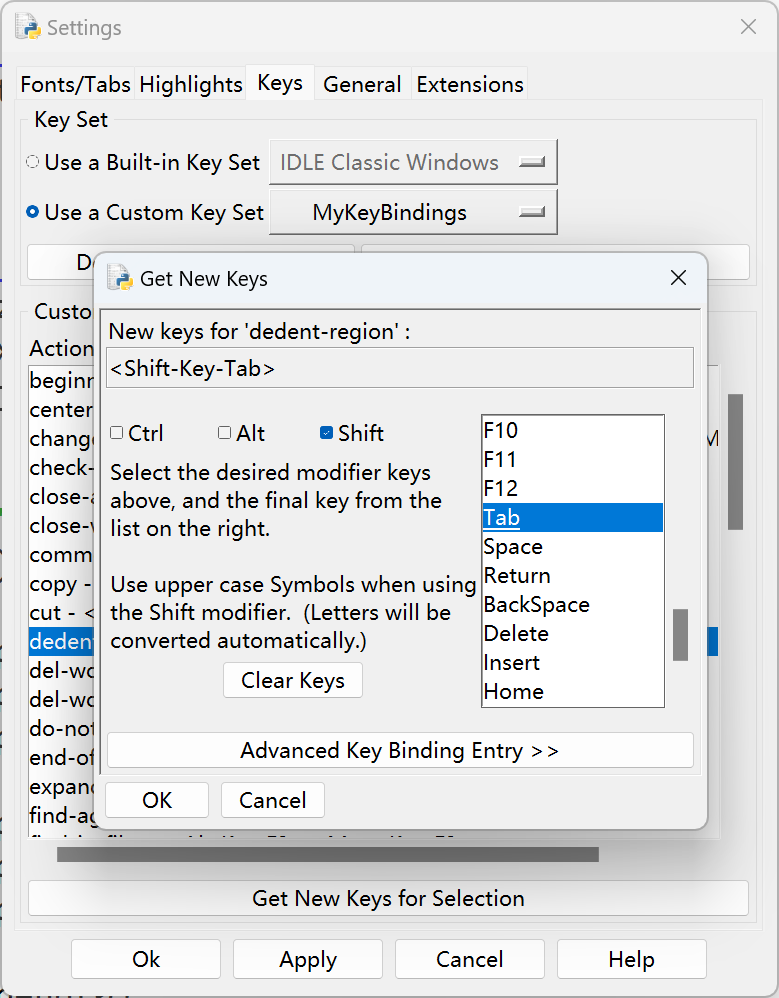 Settings
Fonts/Tabs Highlights Keys General Extensions
Key Set
Use a Built-in Key Set IDLE Classic Windows
Use a Custom Key Set MyKeyBindings
Get New Keys
New keys for 'dedent-region' :
<Shift-Key-Tab>
Ctrl Alt Shift
Select the desired modifier keys
above, and the final key from the
list on the right.
Use upper case Symbols when using
the Shift modifier. (Letters will be
converted automatically.)
Clear Keys
F10
F11
F12
Tab
Space
Return
BackSpace
Delete
Insert
Home
Advanced Key Binding Entry >>
OK Cancel
Custo
Action
beginn
center
change
check-
close-a
close-w
comm
copy -
cut - <
dedent
del-wo
del-wo
do-not
end-of
expan
find-ag
Get New Keys for Selection
Ok Apply Cancel Help